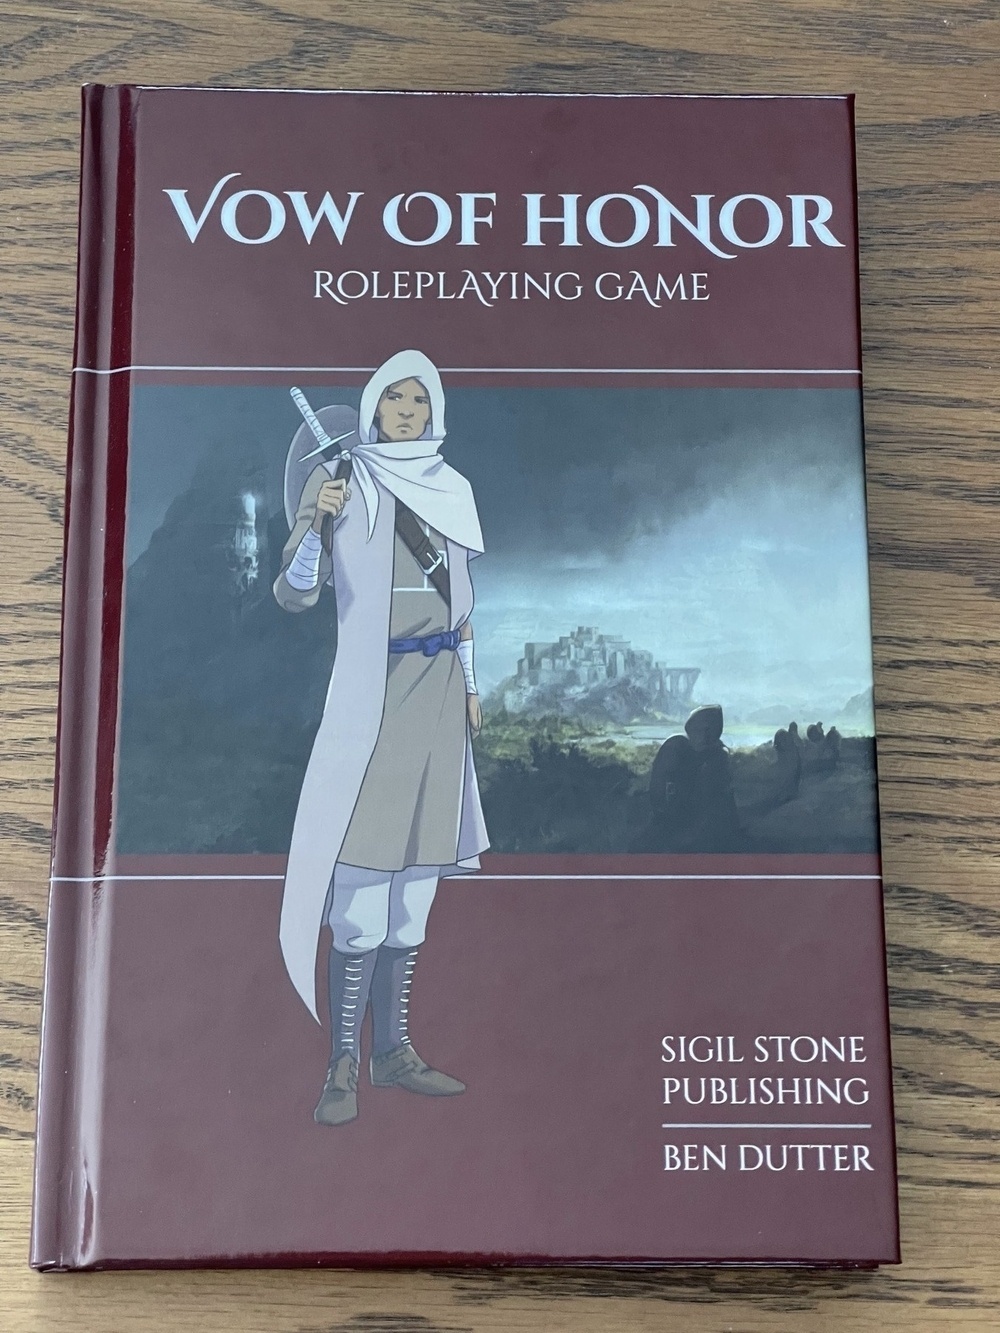 VOW OF HONOR
ROLEPLAYING GAME
SIGIL STONE
PUBLISHING
BEN DUTTER